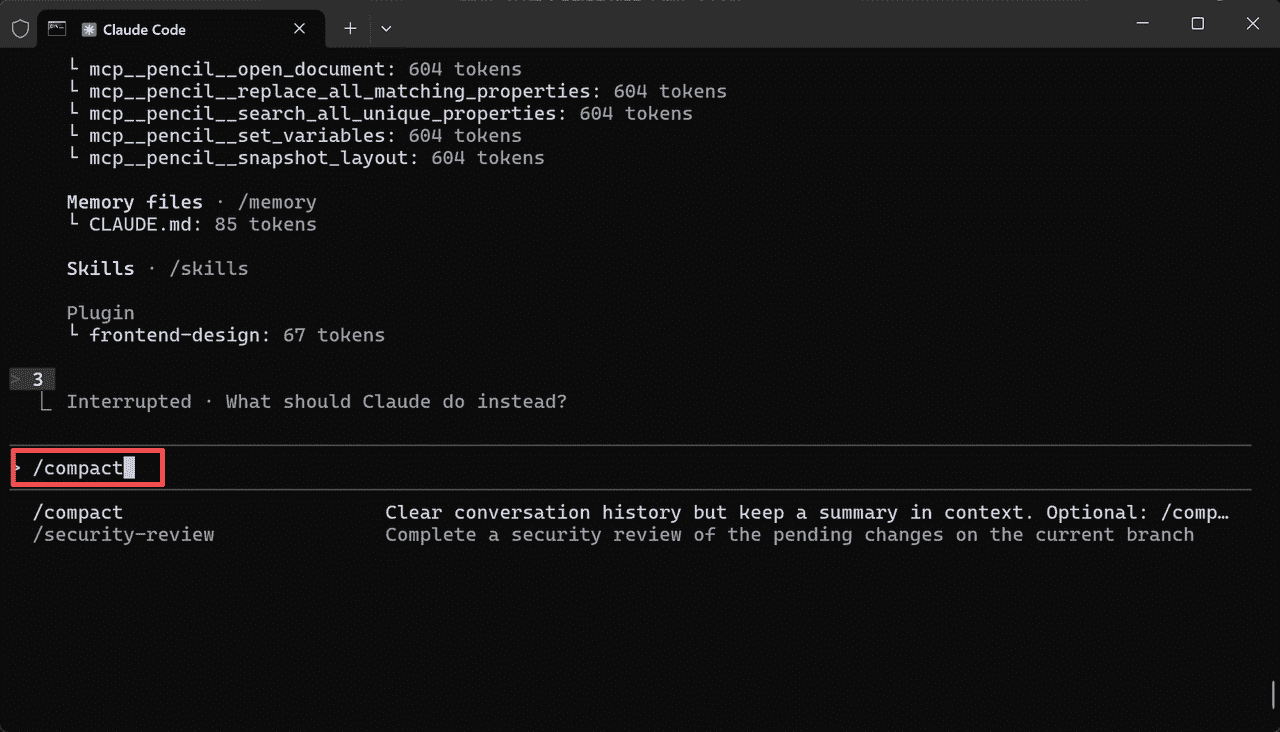 Claude Code
└ mcp__pencil__open_document: 604 tokens
└ mcp__pencil__replace_all_matching_properties: 604 tokens
└ mcp__pencil__search_all_unique_properties: 604 tokens
└ mcp__pencil__set_variables: 604 tokens
└ mcp__pencil__snapshot_layout: 604 tokens
Memory files · /memory
└ CLAUDE.md: 85 tokens
Skills · /skills
Plugin
└ frontend-design: 67 tokens
> 3
Interrupted · What should Claude do instead?
> /compact
/compact Clear conversation history but keep a summary in context. Optional: /comp…
/security-review Complete a security review of the pending changes on the current branch